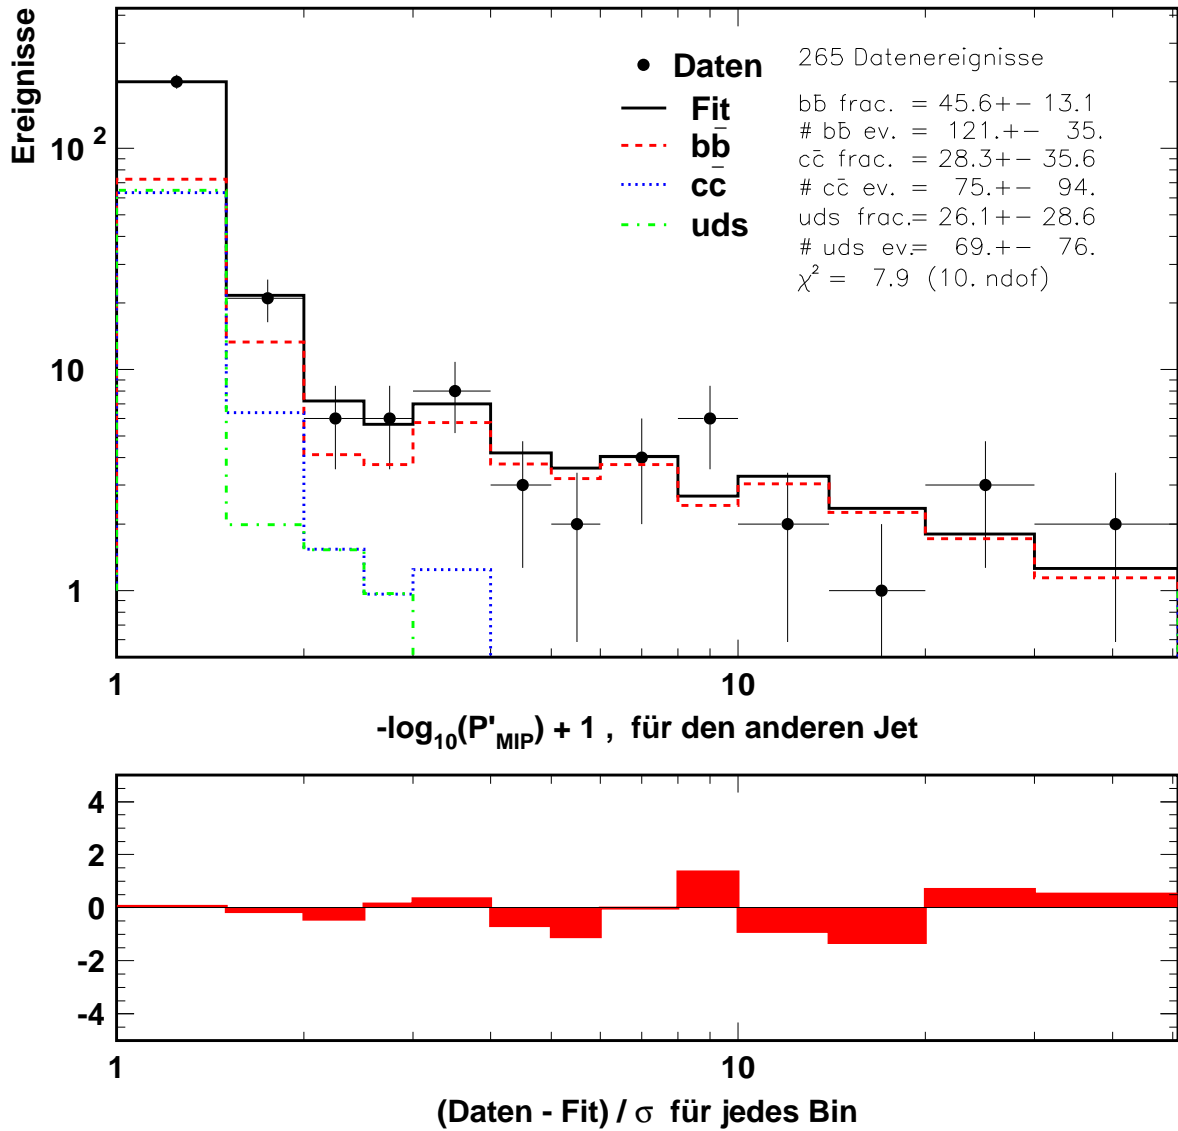 Ereignisse
10 2
10
1
Daten
Fit
bb̄
cc̄
uds
265 Datenereignisse
bb̄ frac. = 45.6+− 13.1
# bb̄ ev. = 121.+− 35.
cc̄ frac. = 28.3+− 35.6
# cc̄ ev. = 75.+− 94.
uds frac.= 26.1+− 28.6
# uds ev.= 69.+− 76.
χ² = 7.9 (10. ndof)
1 10
-log₁₀(P'MIP) + 1 , für den anderen Jet
4
2
0
-2
-4
1 10
(Daten - Fit) / σ für jedes Bin